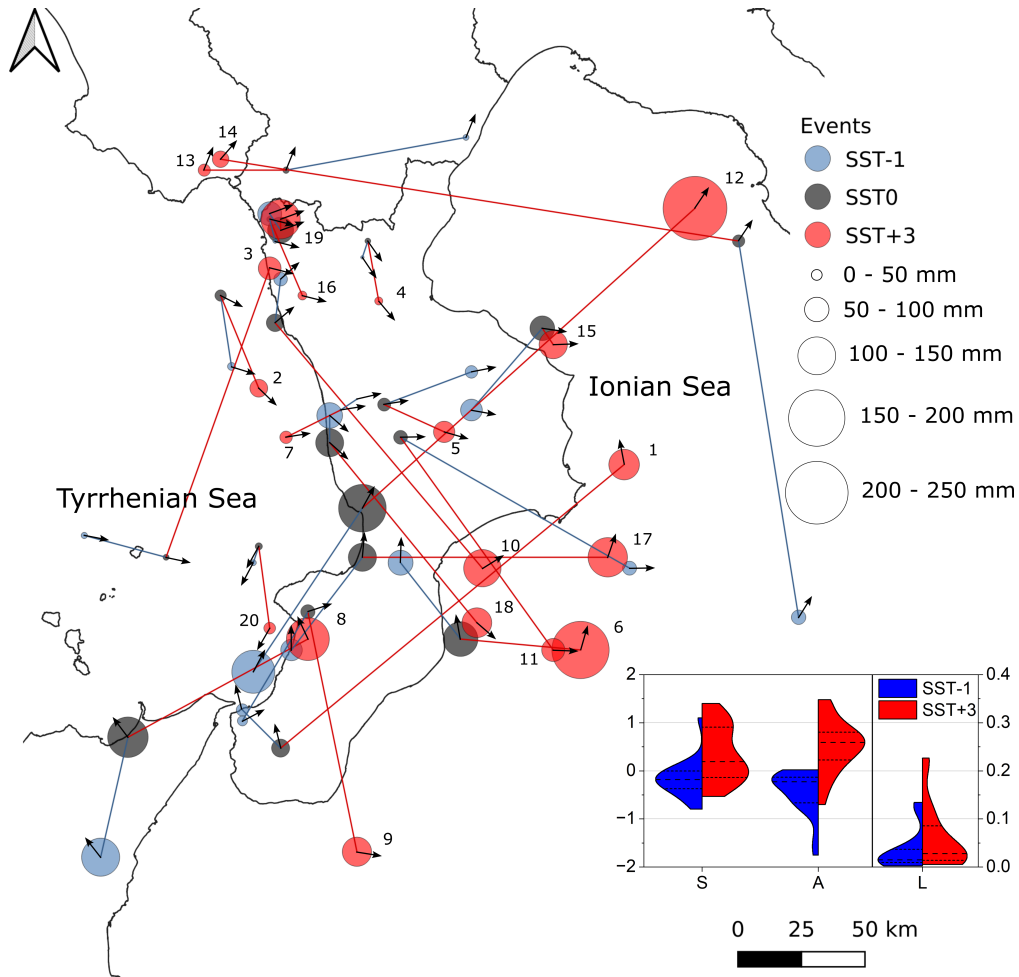 Events
SST-1
SST0
SST+3
0 - 50 mm
50 - 100 mm
100 - 150 mm
150 - 200 mm
200 - 250 mm
14
13
12
19
3
16
4
15
Ionian Sea
2
7
5
1
Tyrrhenian Sea
10
17
18
20
8
6
11
9
2
1
0
−1
−2
0.4
0.3
0.2
0.1
0.0
SST-1
SST+3
S
A
L
0 25 50 km